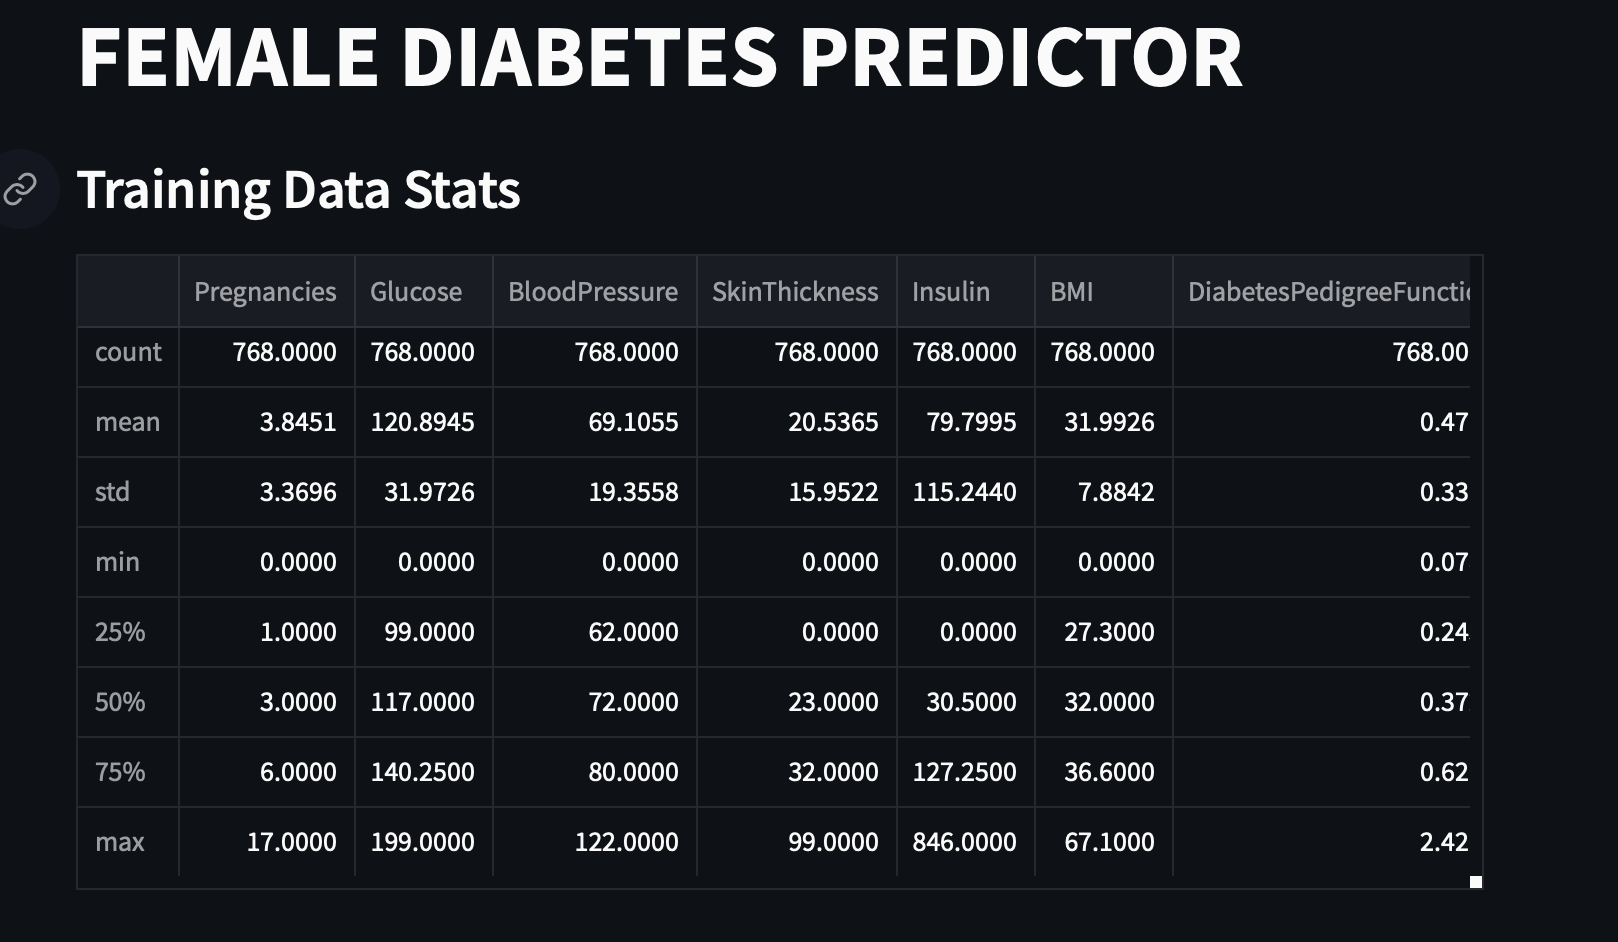 FEMALE DIABETES PREDICTOR
Training Data Stats
Pregnancies Glucose BloodPressure SkinThickness Insulin BMI DiabetesPedigreeFunctio
count 768.0000 768.0000 768.0000 768.0000 768.0000 768.0000 768.00
mean 3.8451 120.8945 69.1055 20.5365 79.7995 31.9926 0.47
std 3.3696 31.9726 19.3558 15.9522 115.2440 7.8842 0.33
min 0.0000 0.0000 0.0000 0.0000 0.0000 0.0000 0.07
25% 1.0000 99.0000 62.0000 0.0000 0.0000 27.3000 0.24
50% 3.0000 117.0000 72.0000 23.0000 30.5000 32.0000 0.37
75% 6.0000 140.2500 80.0000 32.0000 127.2500 36.6000 0.62
max 17.0000 199.0000 122.0000 99.0000 846.0000 67.1000 2.42